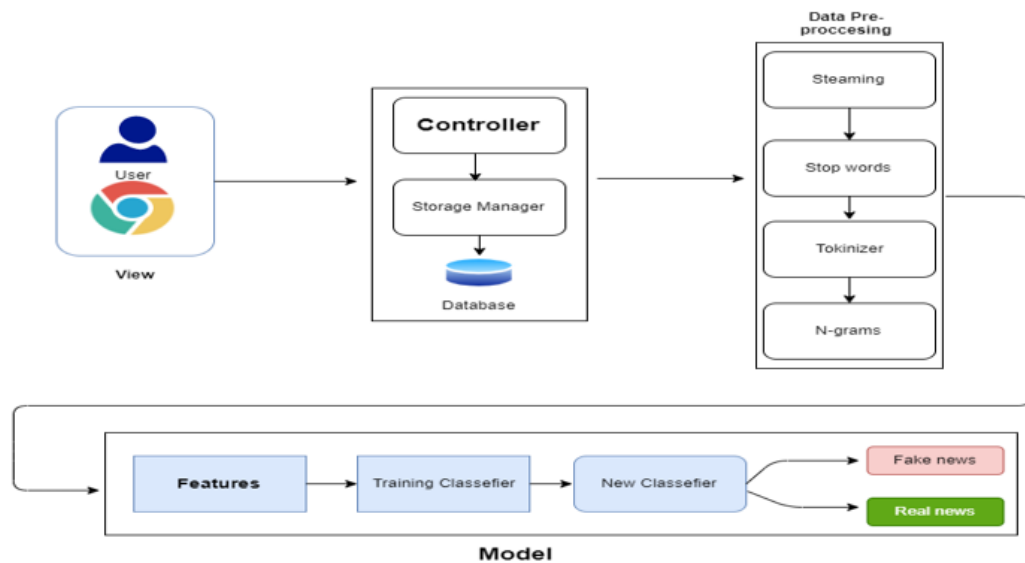 Data Pre-
proccesing
Steaming
Controller
User
Stop words
Storage Manager
View
Tokinizer
Database
N-grams
Fake news
Features
Training Classefier
New Classefier
Real news
Model